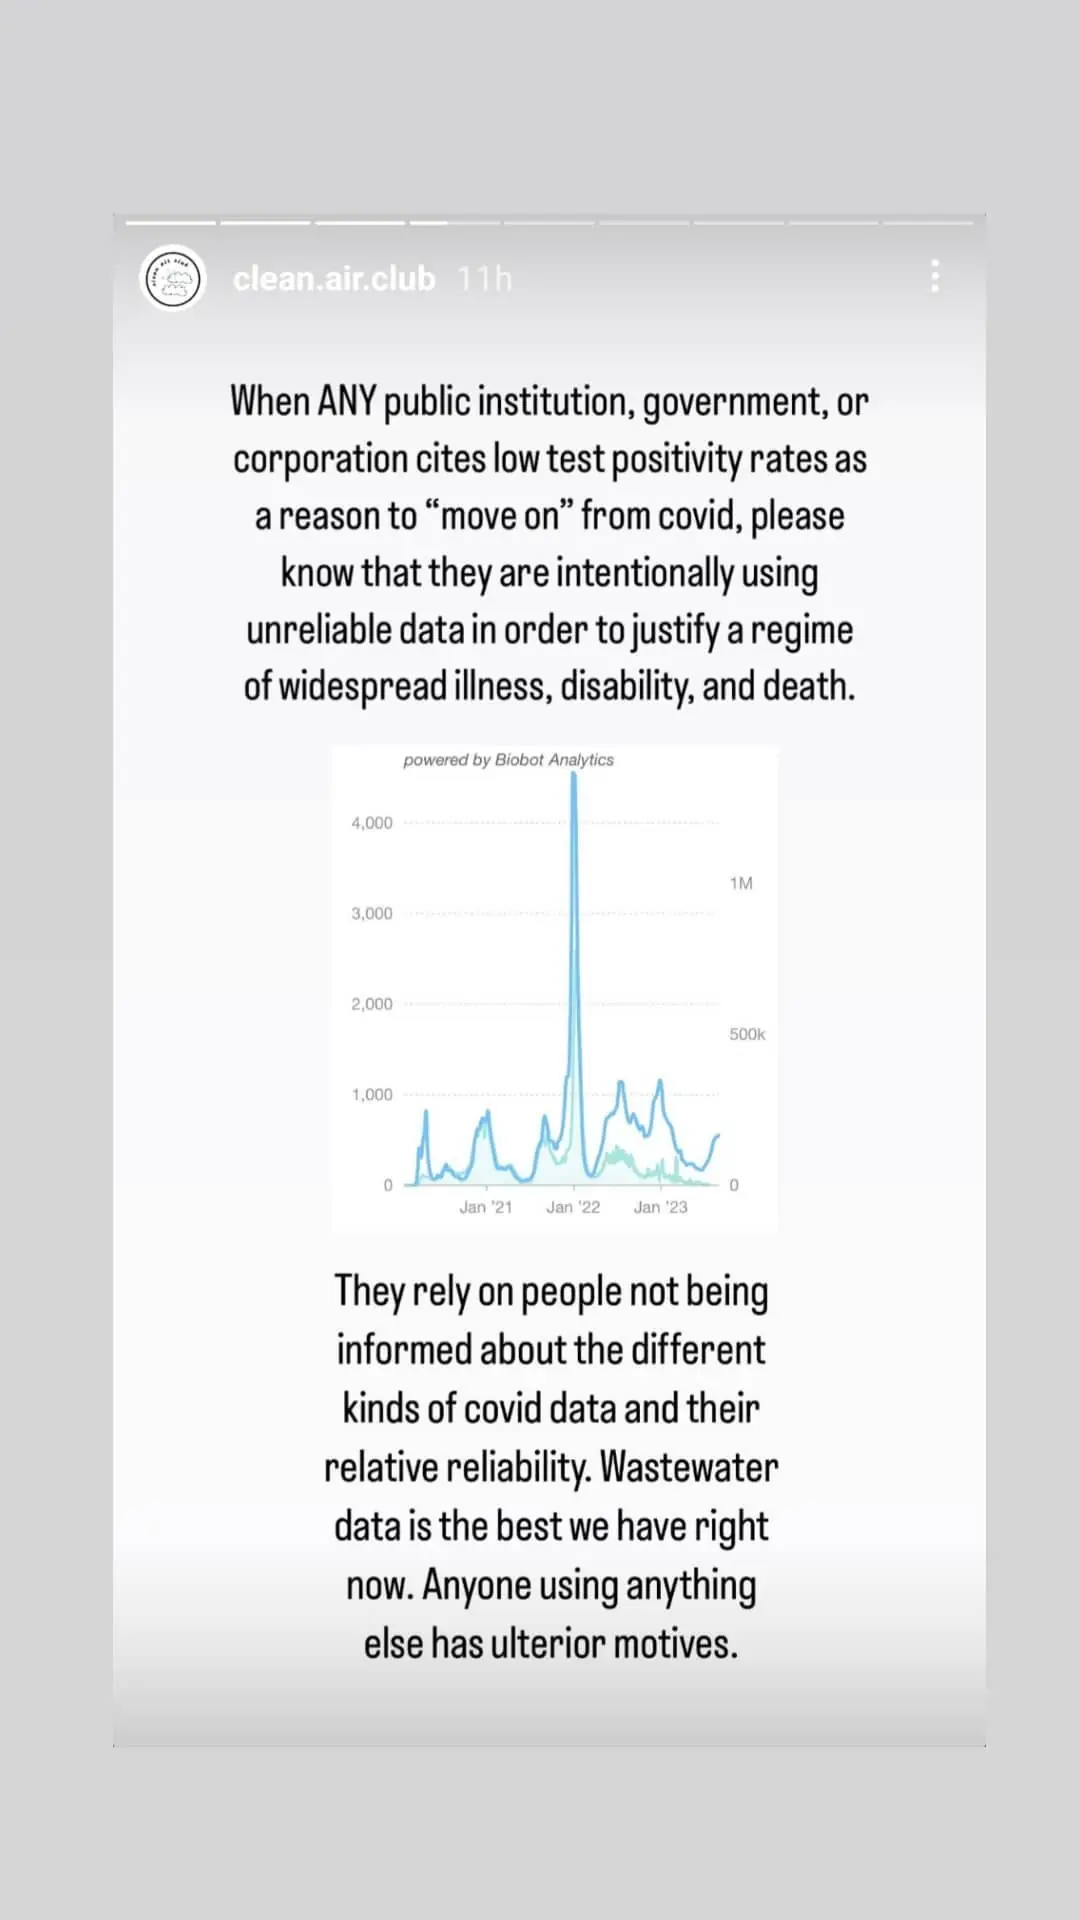 clean.air.club 11h
When ANY public institution, government, or
corporation cites low test positivity rates as
a reason to “move on” from covid, please
know that they are intentionally using
unreliable data in order to justify a regime
of widespread illness, disability, and death.
powered by Biobot Analytics
4,000
1M
3,000
2,000
500k
1,000
0
0
Jan '21 Jan '22 Jan '23
They rely on people not being
informed about the different
kinds of covid data and their
relative reliability. Wastewater
data is the best we have right
now. Anyone using anything
else has ulterior motives.